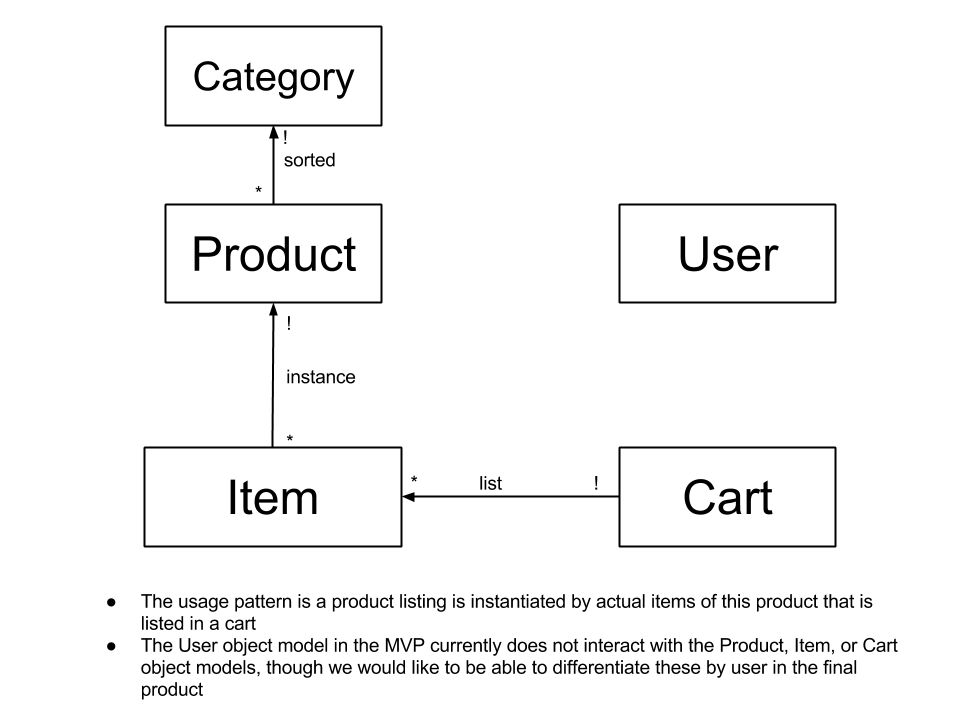 Category
!
sorted
*
Product
User
!
instance
*
Item
* list !
Cart
● The usage pattern is a product listing is instantiated by actual items of this product that is
listed in a cart
● The User object model in the MVP currently does not interact with the Product, Item, or Cart
object models, though we would like to be able to differentiate these by user in the final
product